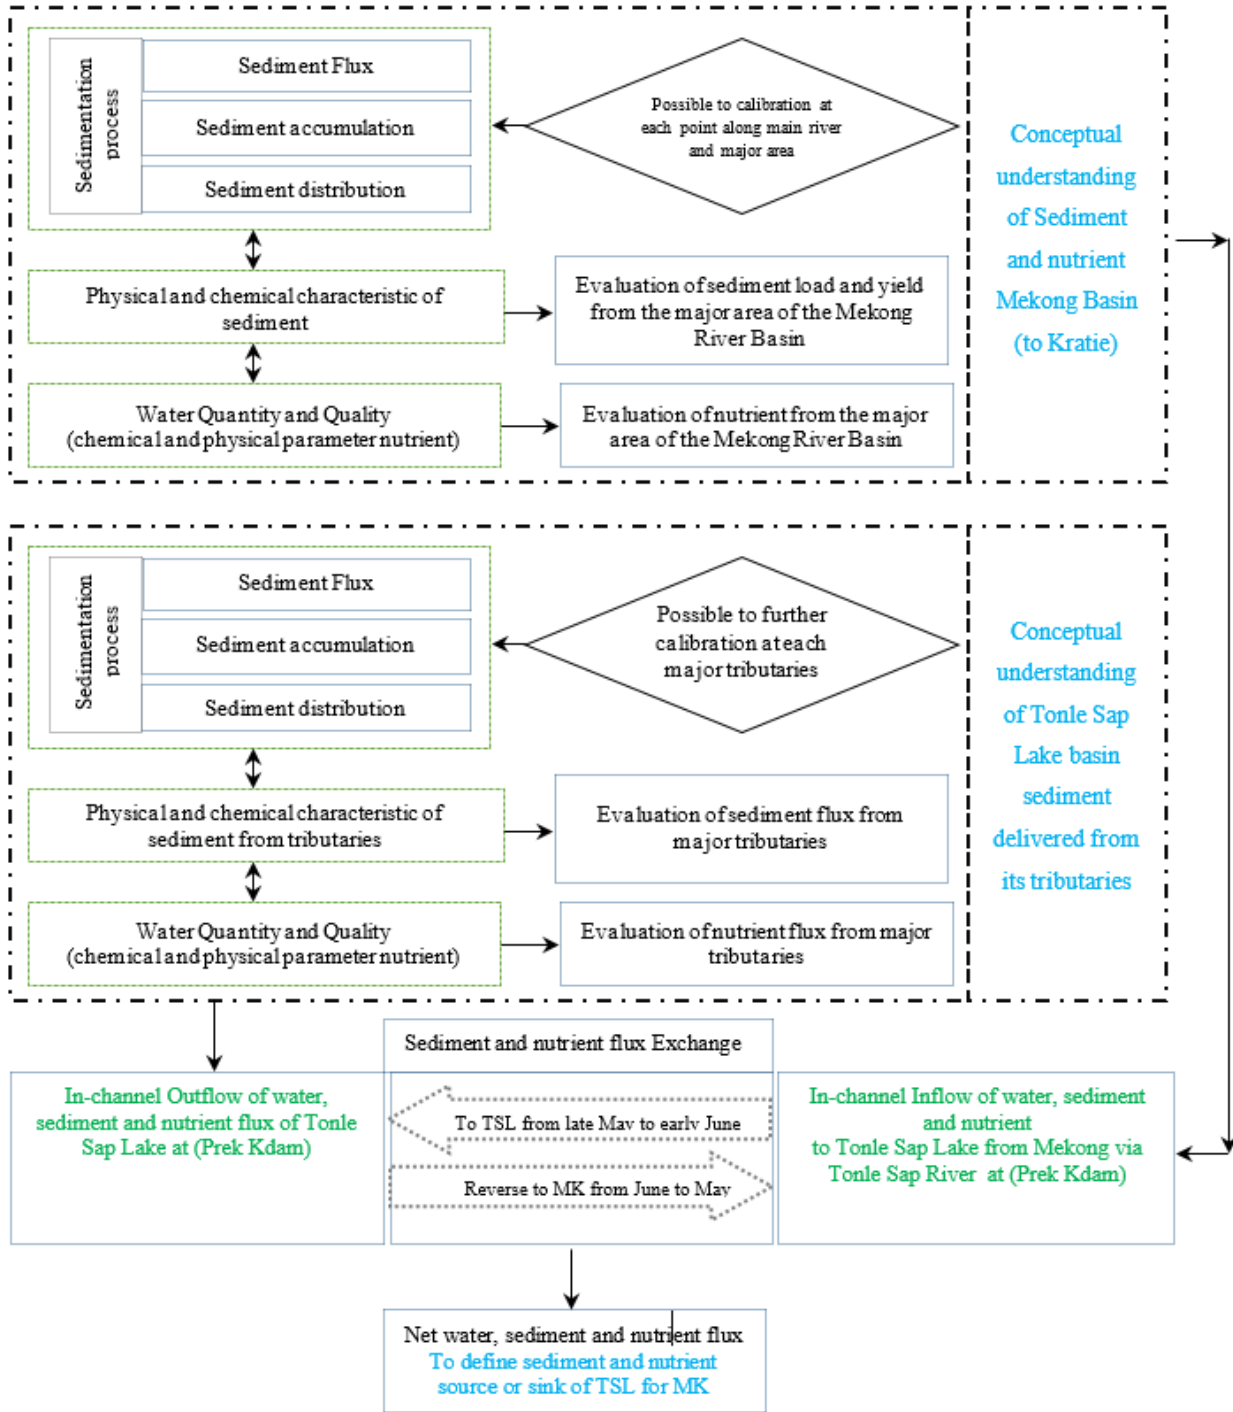 Sedimentation
process
Sediment Flux
Sediment accumulation
Sediment distribution
Possible to calibration at
each point along main river
and major area
Conceptual
understanding
of Sediment
and nutrient
Mekong Basin
(to Kratie)
Physical and chemical characteristic of
sediment
Evaluation of sediment load and yield
from the major area of the Mekong
River Basin
Water Quantity and Quality
(chemical and physical parameter nutrient)
Evaluation of nutrient from the major
area of the Mekong River Basin
Sedimentation
process
Sediment Flux
Sediment accumulation
Sediment distribution
Possible to further
calibration at each
major tributaries
Conceptual
understanding
of Tonle Sap
Lake basin
sediment
delivered from
its tributaries
Physical and chemical characteristic of
sediment from tributaries
Evaluation of sediment flux from
major tributaries
Water Quantity and Quality
(chemical and physical parameter nutrient)
Evaluation of nutrient flux from major
tributaries
Sediment and nutrient flux Exchange
In-channel Outflow of water,
sediment and nutrient flux of Tonle
Sap Lake at (Prek Kdam)
To TSL from late May to early June
Reverse to MK from June to May
In-channel Inflow of water, sediment
and nutrient
to Tonle Sap Lake from Mekong via
Tonle Sap River at (Prek Kdam)
Net water, sediment and nutrient flux
To define sediment and nutrient
source or sink of TSL for MK